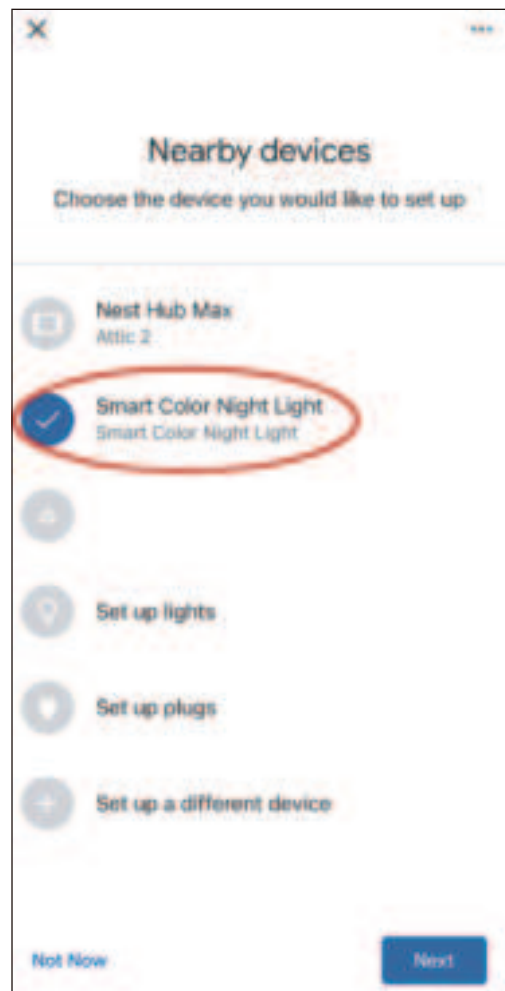 Nearby devices
Choose the device you would like to set up
Nest Hub Max
Attic 2
Smart Color Night Light
Smart Color Night Light
Set up lights
Set up plugs
Set up a different device
Not Now
Next